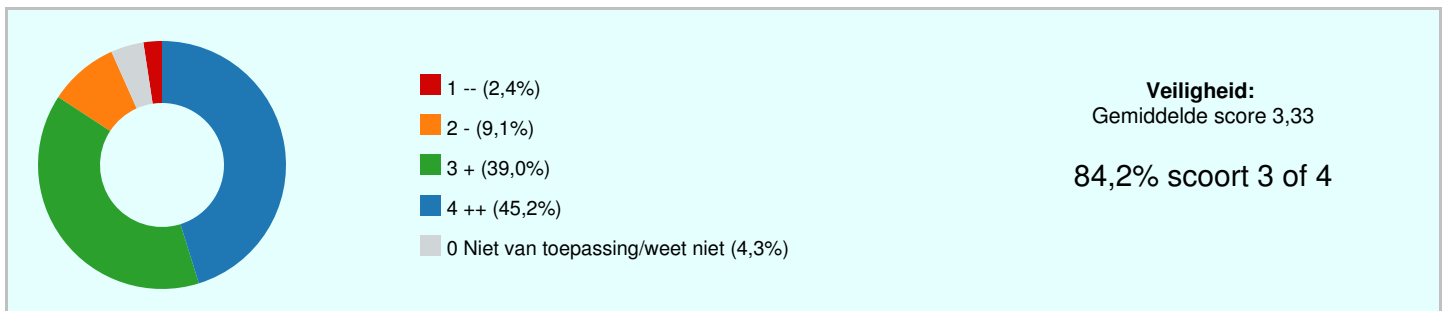 1 -- (2,4%)
2 - (9,1%)
3 + (39,0%)
4 ++ (45,2%)
0 Niet van toepassing/weet niet (4,3%)
Veiligheid:
Gemiddelde score 3,33
84,2% scoort 3 of 4